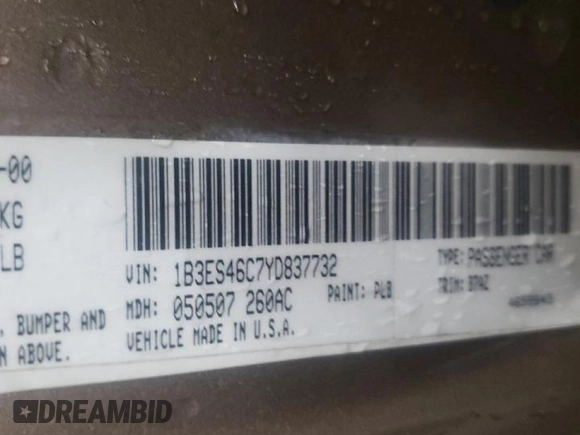 -00
KG
LB
VIN: 1B3ES46C7YD837732
TYPE: PASSENGER CAR
MDH: 050507 260AC
PAINT: PLB
TRIM:
. BUMPER AND
VEHICLE MADE IN U.S.A.
N ABOVE.
DREAMBID